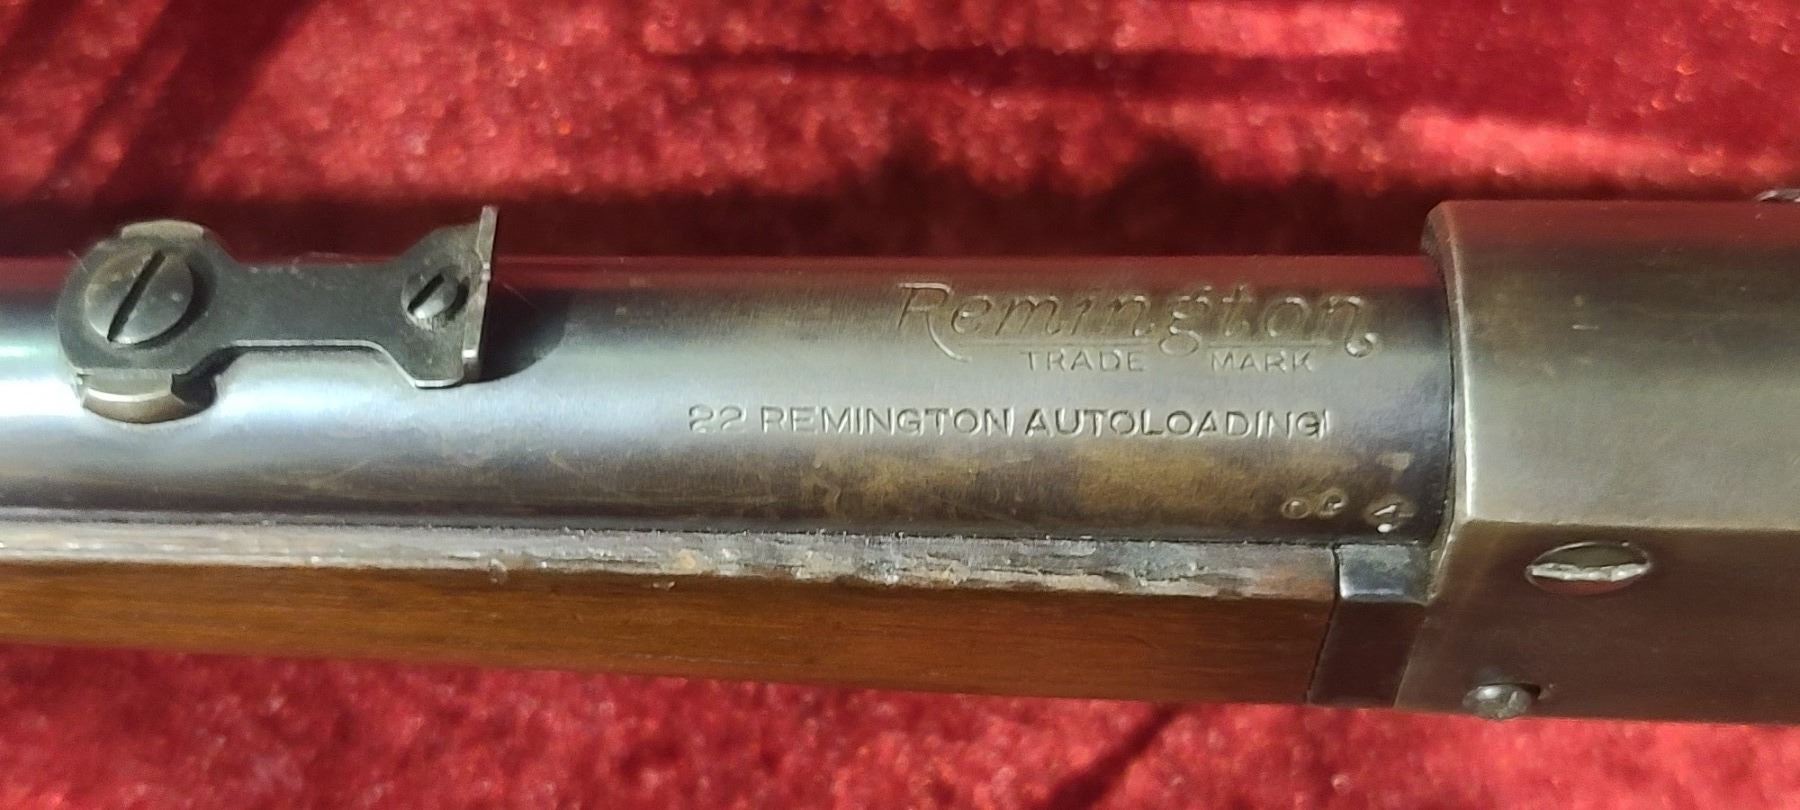 Remington
TRADE MARK
22 REMINGTON AUTOLOADING